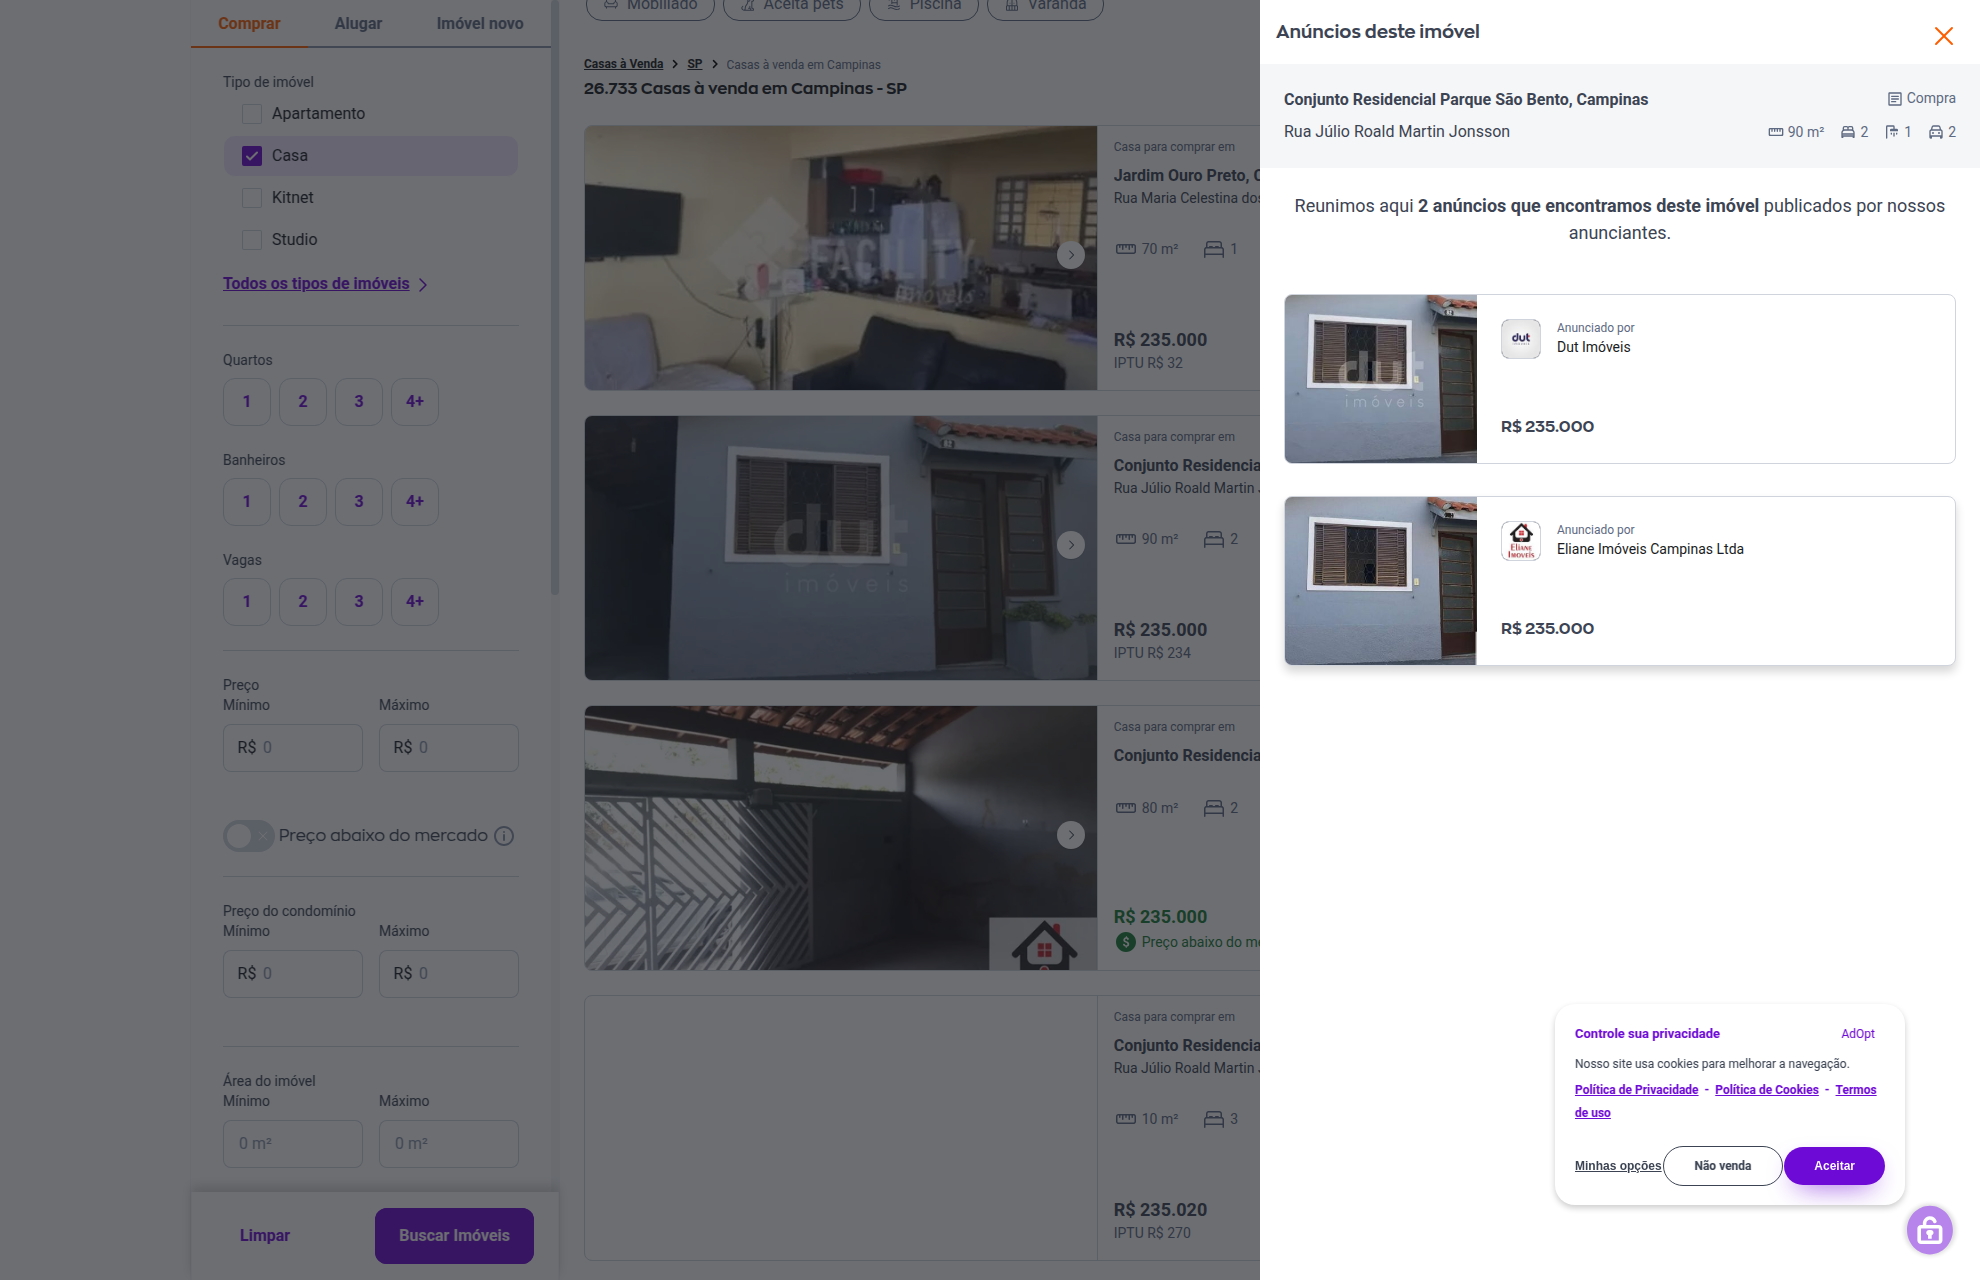 Comprar
Alugar
Imóvel novo
Tipo de imóvel
Apartamento
Casa
Kitnet
Studio
Todos os tipos de imóveis
Quartos
1 2 3 4+
Banheiros
1 2 3 4+
Vagas
1 2 3 4+
Preço
Mínimo Máximo
R$ 0 R$ 0
Preço abaixo do mercado
Preço do condomínio
Mínimo Máximo
R$ 0 R$ 0
Área do imóvel
Mínimo Máximo
0 m² 0 m²
Limpar
Buscar Imóveis
Mobiliado
Aceita pets
Piscina
Varanda
Casas à Venda > SP > Casas à venda em Campinas
26.733 Casas à venda em Campinas - SP
FACILITY
Imóveis
Casa para comprar em
Jardim Ouro Preto,
Rua Maria Celestina dos
70 m² 1
R$ 235.000
IPTU R$ 32
dut
imóveis
Casa para comprar em
Conjunto Residencia
Rua Júlio Roald Martin
90 m² 2
R$ 235.000
IPTU R$ 234
Casa para comprar em
Conjunto Residencia
80 m² 2
R$ 235.000
$ Preço abaixo do me
Casa para comprar em
Conjunto Residencia
Rua Júlio Roald Martin
10 m² 3
R$ 235.020
IPTU R$ 270
Anúncios deste imóvel
Conjunto Residencial Parque São Bento, Campinas
Compra
Rua Júlio Roald Martin Jonsson
90 m² 2 1 2
Reunimos aqui 2 anúncios que encontramos deste imóvel publicados por nossos
anunciantes.
dut
imóveis
dut
Anunciado por
Dut Imóveis
R$ 235.000
Eliane
Imoveis
Anunciado por
Eliane Imóveis Campinas Ltda
R$ 235.000
Controle sua privacidade
AdOpt
Nosso site usa cookies para melhorar a navegação.
Política de Privacidade - Política de Cookies - Termos
de uso
Minhas opções
Não venda
Aceitar